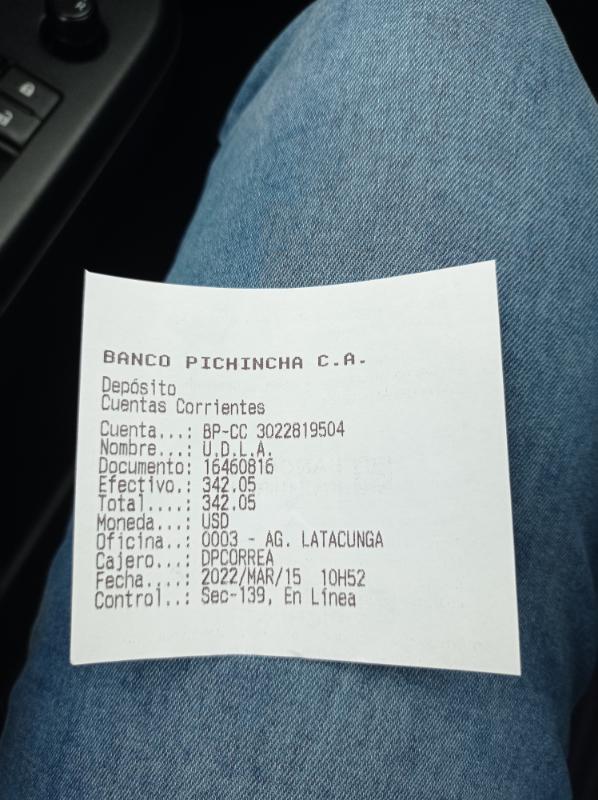 BANCO PICHINCHA C.A.
Depósito
Cuentas Corrientes
Cuenta...: BP-CC 3022819504
Nombre...: U.D.L.A.
Documento: 16460816
Efectivo.: 342.05
Total....: 342.05
Moneda...: USD
Oficina..: 0003 - AG. LATACUNGA
Cajero...: DPCORREA
Fecha....: 2022/MAR/15 10H52
Control..: Sec-139, En Línea